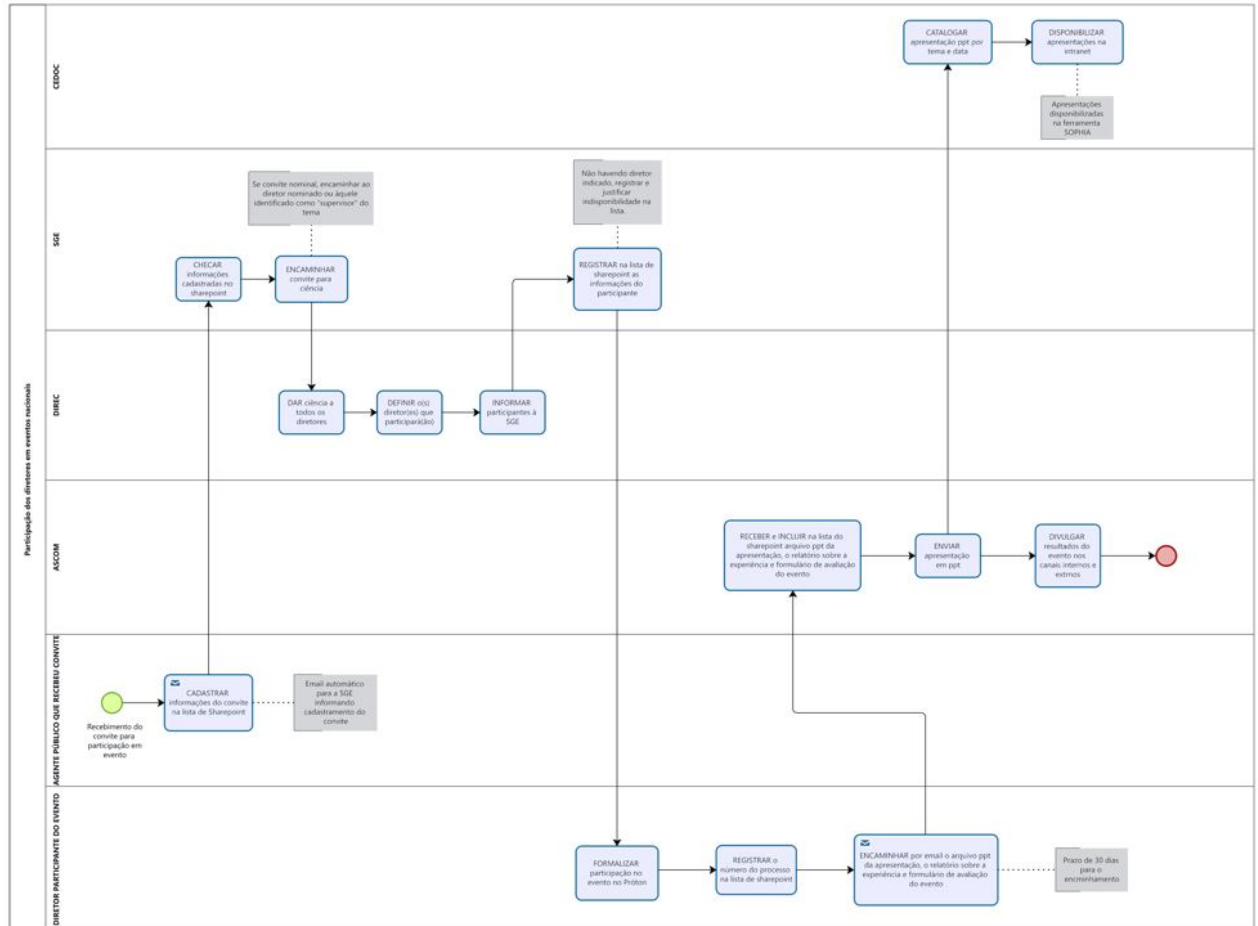 Participação dos diretores em eventos nacionais
CEDOC
CATALOGAR
apresentação ppt por
tema e data
DISPONIBILIZAR
apresentações na
intranet
Apresentações
disponibilizadas
na ferramenta
SOPHIA
SGE
Se convite nominal, encaminhar ao
diretor nominado ou àquele
identificado como "supervisor" do
tema
Não havendo diretor
indicado, registrar e
justificar
indisponibilidade na
lista.
CHECAR
informações
cadastradas no
sharepoint
ENCAMINHAR
convite para
ciência
REGISTRAR na lista de
sharepoint as
informações do
participante
DIREC
DAR ciência a
todos os
diretores
DEFINIR o(s)
diretor(es) que
participará(ão)
INFORMAR
participantes à
SGE
ASCOM
RECEBER e INCLUIR na lista do
sharepoint arquivo ppt da
apresentação, o relatório sobre a
experiência e formulário de avaliação
do evento
ENVIAR
apresentação
em ppt
DIVULGAR
resultados do
evento nos
canais internos e
extrnos
AGENTE PÚBLICO QUE RECEBEU CONVITE
Recebimento do
convite para
participação em
evento
CADASTRAR
informações do convite
na lista de Sharepoint
Email automático
para a SGE
informando
cadastramento do
convite
DIRETOR PARTICIPANTE DO EVENTO
FORMALIZAR
participação no
evento no Próton
REGISTRAR o
número do processo
na lista de sharepoint
ENCAMINHAR por email o arquivo ppt
da apresentação, o relatório sobre a
experiência e formulário de avaliação
do evento
Prazo de 30 dias
para o
encminhamento